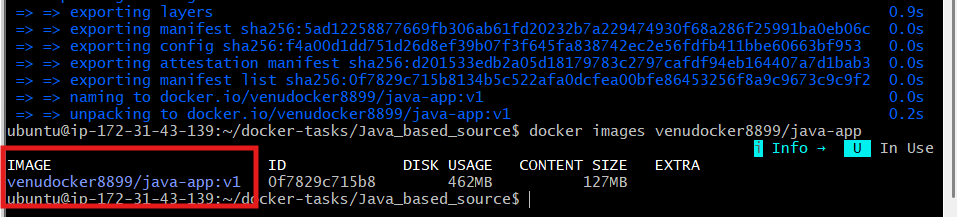 => => exporting layers 0.9s
=> => exporting manifest sha256:5ad12258877669fb306ab61fd20232b7a229474930f68a286f25991ba0eb06c 0.0s
=> => exporting config sha256:f4a00d1dd751d26d8ef39b07f3f645fa838742ec2e56fdfb411bbe60663bf953 0.0s
=> => exporting attestation manifest sha256:d201533edb2a05d18179783c2797cafdf94eb164407a7d1bab3 0.0s
=> => exporting manifest list sha256:0f7829c715b8134b5c522afa0dcfea00bfe86453256f8a9c9673c9c9f2 0.0s
=> => naming to docker.io/venudocker8899/java-app:v1 0.0s
=> => unpacking to docker.io/venudocker8899/java-app:v1 0.2s
ubuntu@ip-172-31-43-139:~/docker-tasks/Java_based_source$ docker images venudocker8899/java-app
i Info → U In Use
IMAGE ID DISK USAGE CONTENT SIZE EXTRA
venudocker8899/java-app:v1 0f7829c715b8 462MB 127MB
ubuntu@ip-172-31-43-139:~/docker-tasks/Java_based_source$